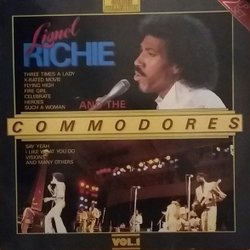 Lionel
RICHIE
THREE TIMES A LADY
X-RATED MOVIE
FLYING HIGH
FIRE GIRL
CELEBRATE
HEROES
SUCH A WOMAN
AND THE
COMMODORES
SAY YEAH
I LIKE WHAT YOU DO
VISIONS
AND MANY OTHERS
VOL.1